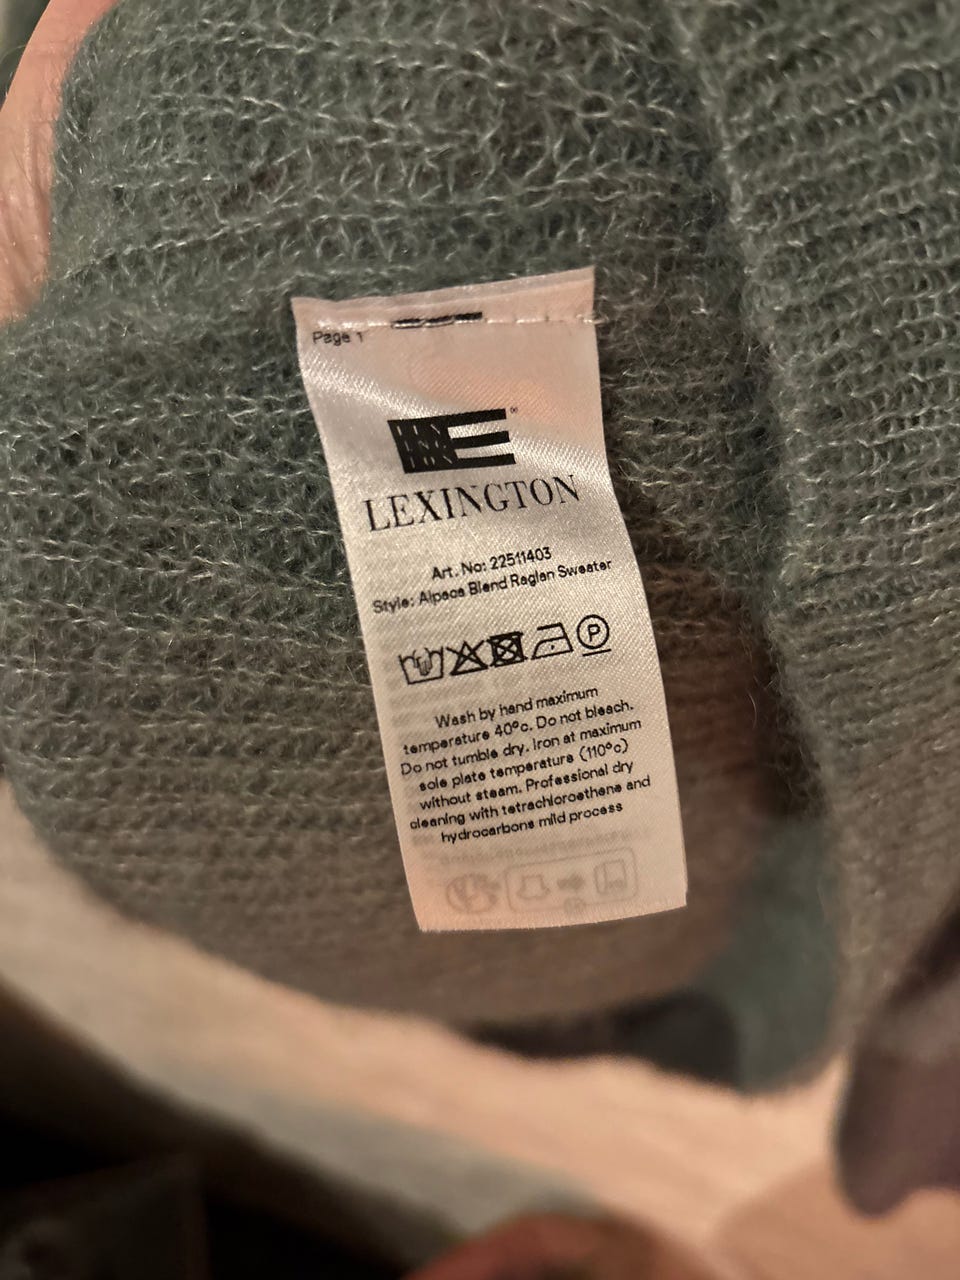 Page 1
LEXINGTON
Art. No: 22511403
Style: Alpaca Blend Raglan Sweater
P
Wash by hand maximum
temperature 40°c. Do not bleach.
Do not tumble dry. Iron at maximum
sole plate temperature (110°c)
without steam. Professional dry
cleaning with tetrachloroethene and
hydrocarbons mild process